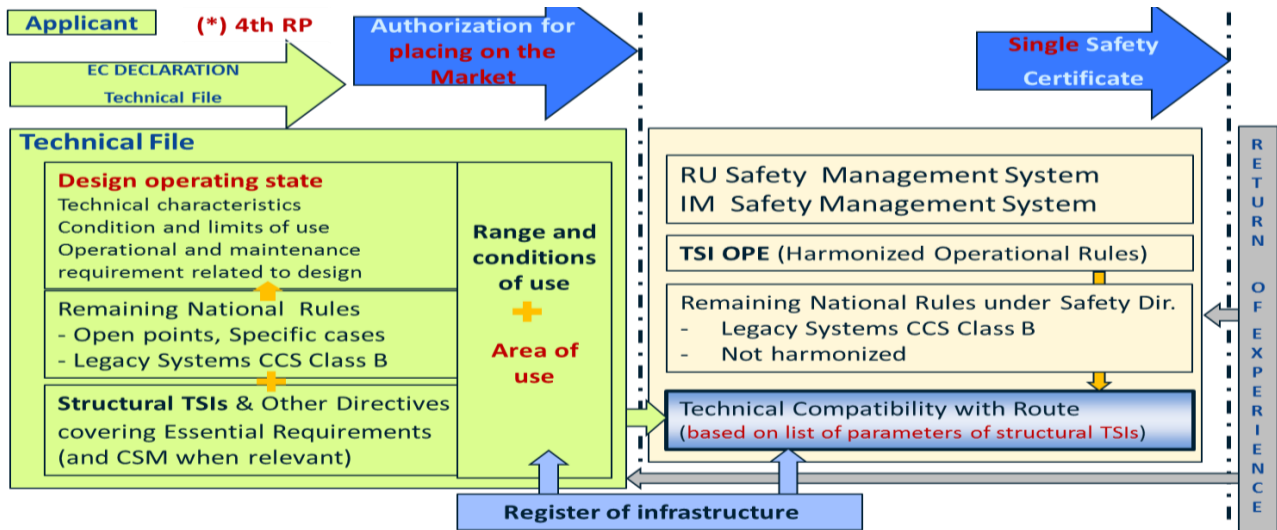 Applicant
(*) 4th RP
EC DECLARATION
Technical File
Authorization for
placing on the
Market
Single Safety
Certificate
Technical File
Design operating state
Technical characteristics
Condition and limits of use
Operational and maintenance
requirement related to design
Remaining National Rules
- Open points, Specific cases
- Legacy Systems CCS Class B
Structural TSIs & Other Directives
covering Essential Requirements
(and CSM when relevant)
Range and
conditions
of use
Area of
use
RU Safety Management System
IM Safety Management System
TSI OPE (Harmonized Operational Rules)
Remaining National Rules under Safety Dir.
- Legacy Systems CCS Class B
- Not harmonized
Technical Compatibility with Route
(based on list of parameters of structural TSIs)
Register of infrastructure
RETURN OF EXPERIENCE